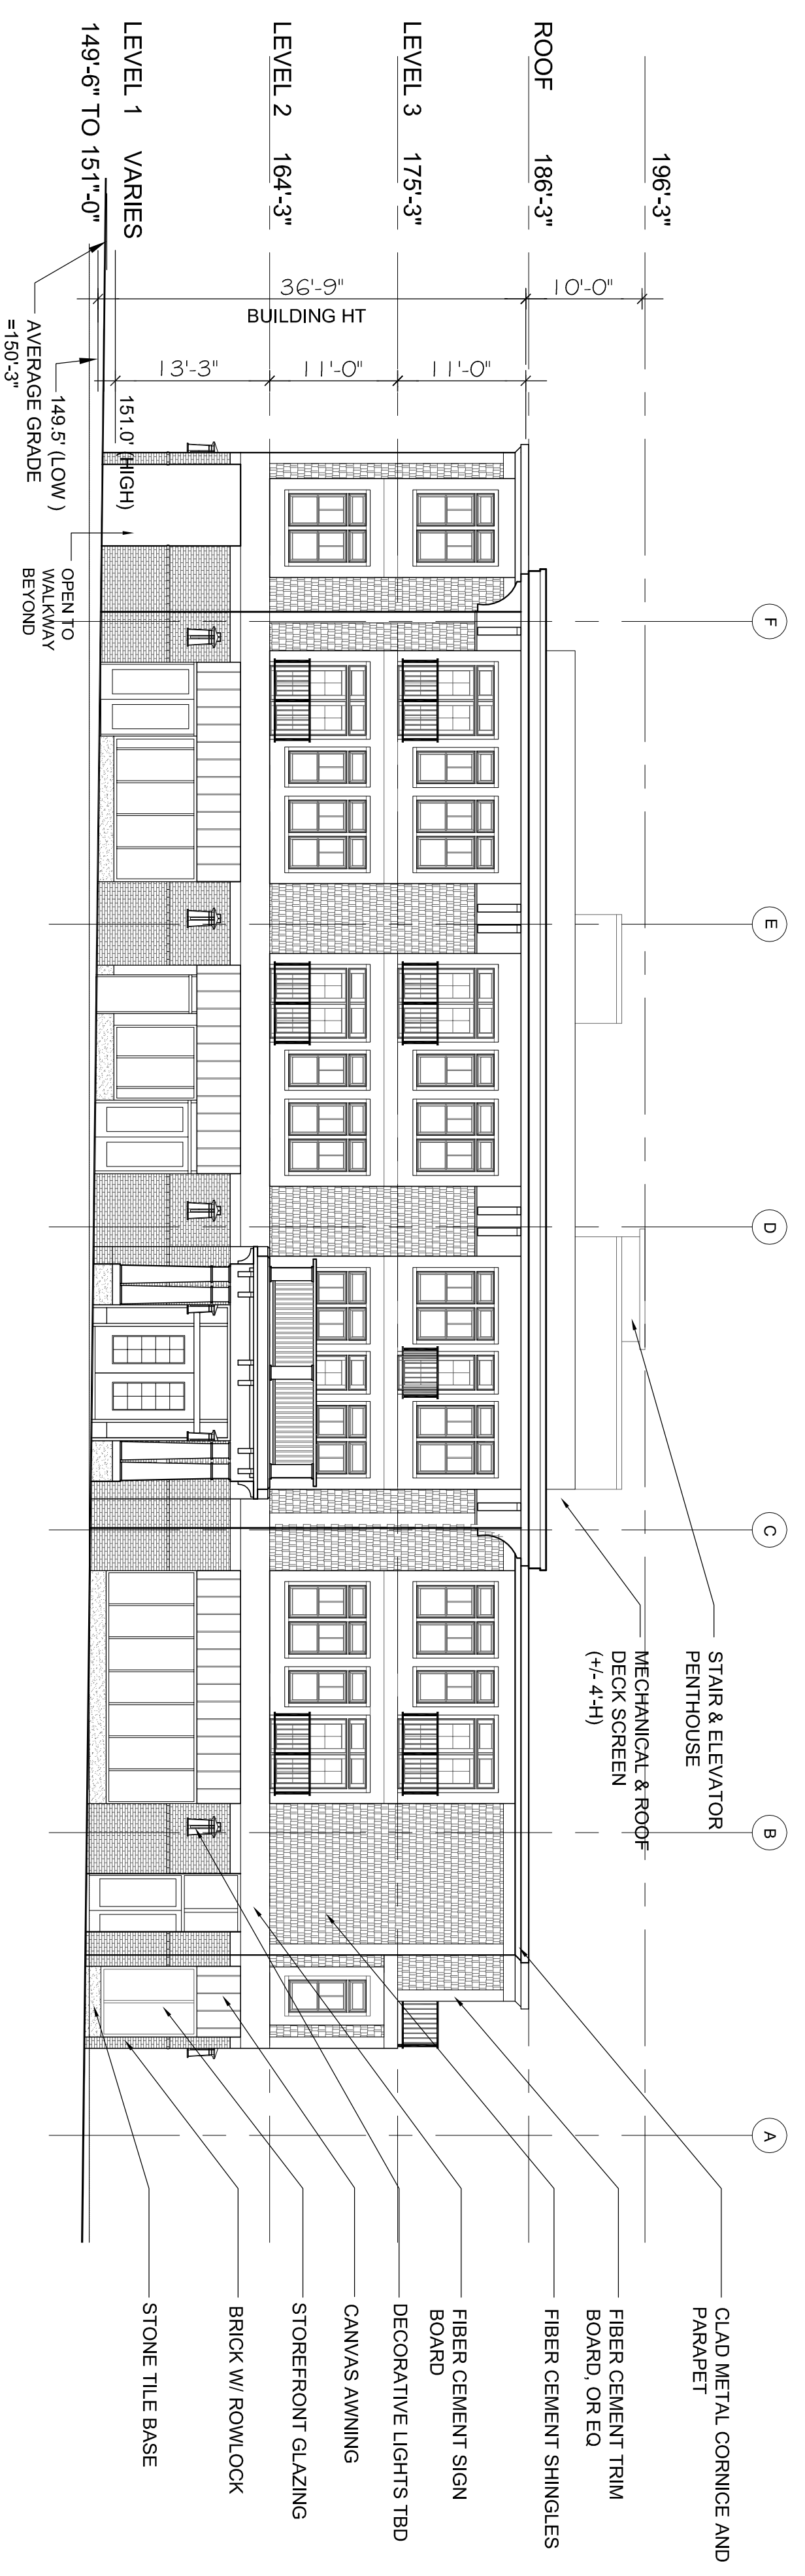 196'-3"
ROOF 186'-3"
LEVEL 3 175'-3"
LEVEL 2 164'-3"
LEVEL 1 VARIES
149'-6" TO 151"-0"
10'-0"
36'-9"
BUILDING HT
11'-0"
11'-0"
13'-3"
151.0' (HIGH)
149.5' (LOW )
AVERAGE GRADE
=150'-3"
OPEN TO
WALKWAY
BEYOND
F
E
D
C
B
A
STAIR & ELEVATOR
PENTHOUSE
MECHANICAL & ROOF
DECK SCREEN
(+/- 4'-H)
CLAD METAL CORNICE AND
PARAPET
FIBER CEMENT TRIM
BOARD, OR EQ
FIBER CEMENT SHINGLES
FIBER CEMENT SIGN
BOARD
DECORATIVE LIGHTS TBD
CANVAS AWNING
STOREFRONT GLAZING
BRICK W/ ROWLOCK
STONE TILE BASE